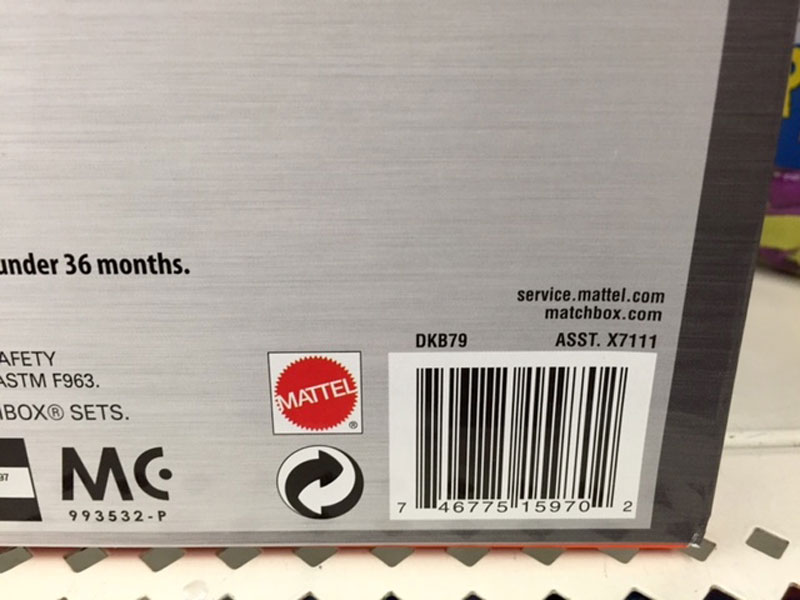 under 36 months.
service.mattel.com
matchbox.com
DKB79 ASST. X7111
AFETY
ASTM F963.
BOX® SETS.
MATTEL
®
MC
993532-P
7 46775 15970 2